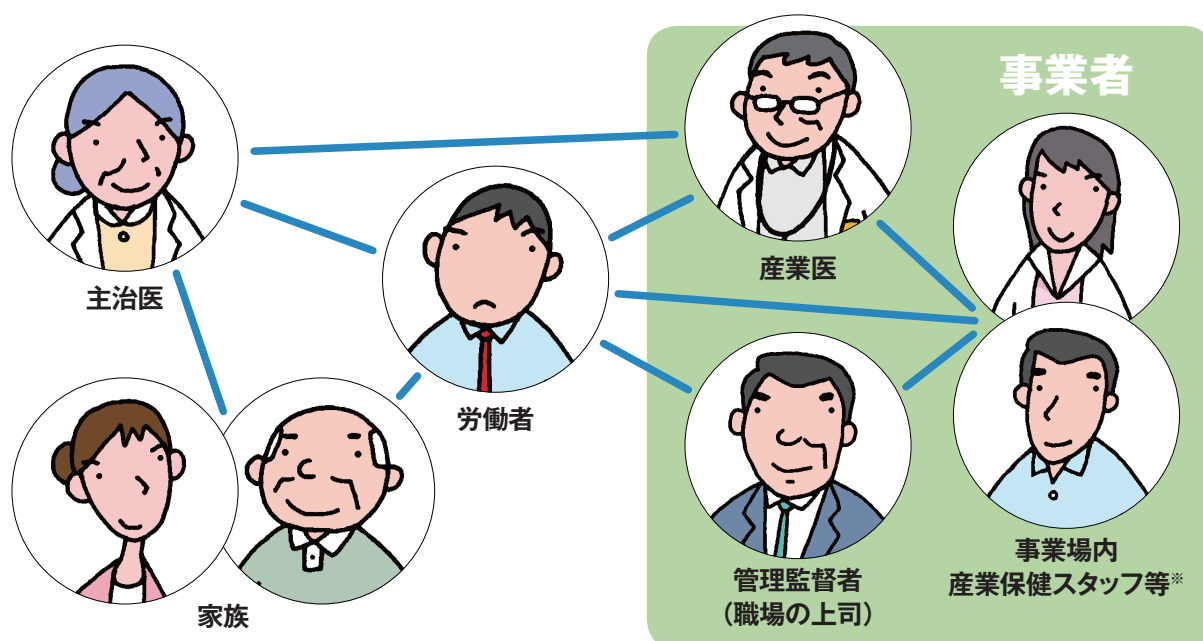 事業者
主治医
産業医
労働者
家族
管理監督者
（職場の上司）
事業場内
産業保健スタッフ等※